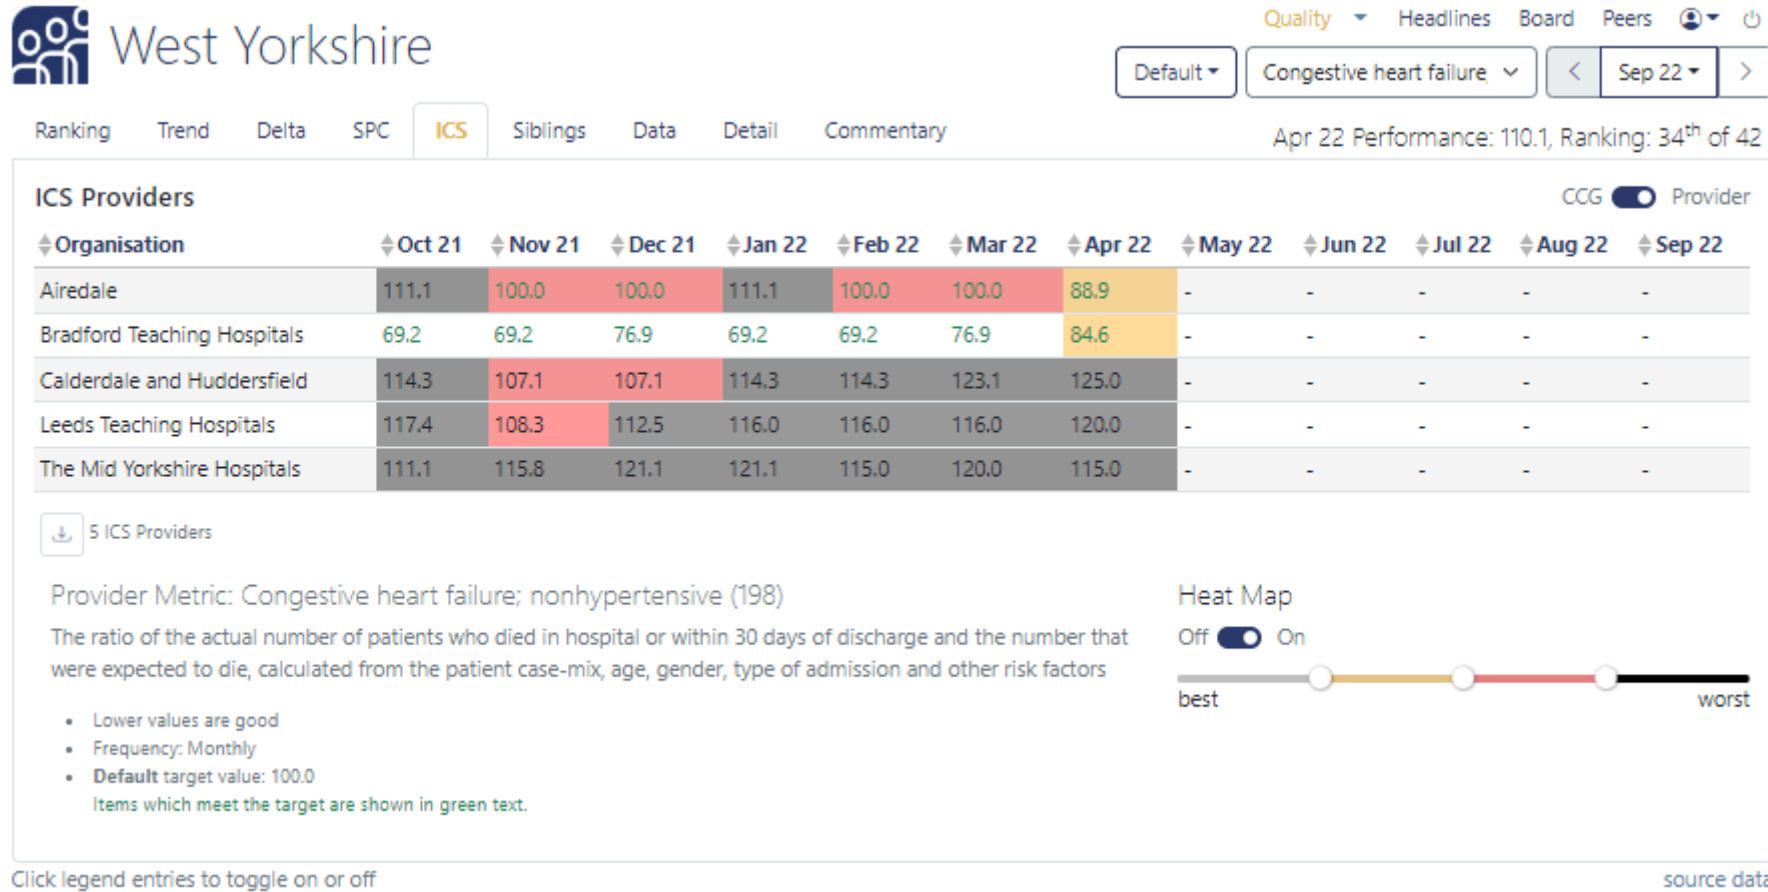 West Yorkshire
Quality Headlines Board Peers
Default Congestive heart failure Sep 22
Ranking Trend Delta SPC ICS Siblings Data Detail Commentary
Apr 22 Performance: 110.1, Ranking: 34th of 42
ICS Providers
CCG Provider
Organisation Oct 21 Nov 21 Dec 21 Jan 22 Feb 22 Mar 22 Apr 22 May 22 Jun 22 Jul 22 Aug 22 Sep 22
Airedale 111.1 100.0 100.0 111.1 100.0 100.0 88.9 - - - - -
Bradford Teaching Hospitals 69.2 69.2 76.9 69.2 69.2 76.9 84.6 - - - - -
Calderdale and Huddersfield 114.3 107.1 107.1 114.3 114.3 123.1 125.0 - - - - -
Leeds Teaching Hospitals 117.4 108.3 112.5 116.0 116.0 116.0 120.0 - - - - -
The Mid Yorkshire Hospitals 111.1 115.8 121.1 121.1 115.0 120.0 115.0 - - - - -
5 ICS Providers
Provider Metric: Congestive heart failure; nonhypertensive (198)
The ratio of the actual number of patients who died in hospital or within 30 days of discharge and the number that
were expected to die, calculated from the patient case-mix, age, gender, type of admission and other risk factors
• Lower values are good
• Frequency: Monthly
• Default target value: 100.0
Items which meet the target are shown in green text.
Heat Map
Off On
best worst
Click legend entries to toggle on or off
source data